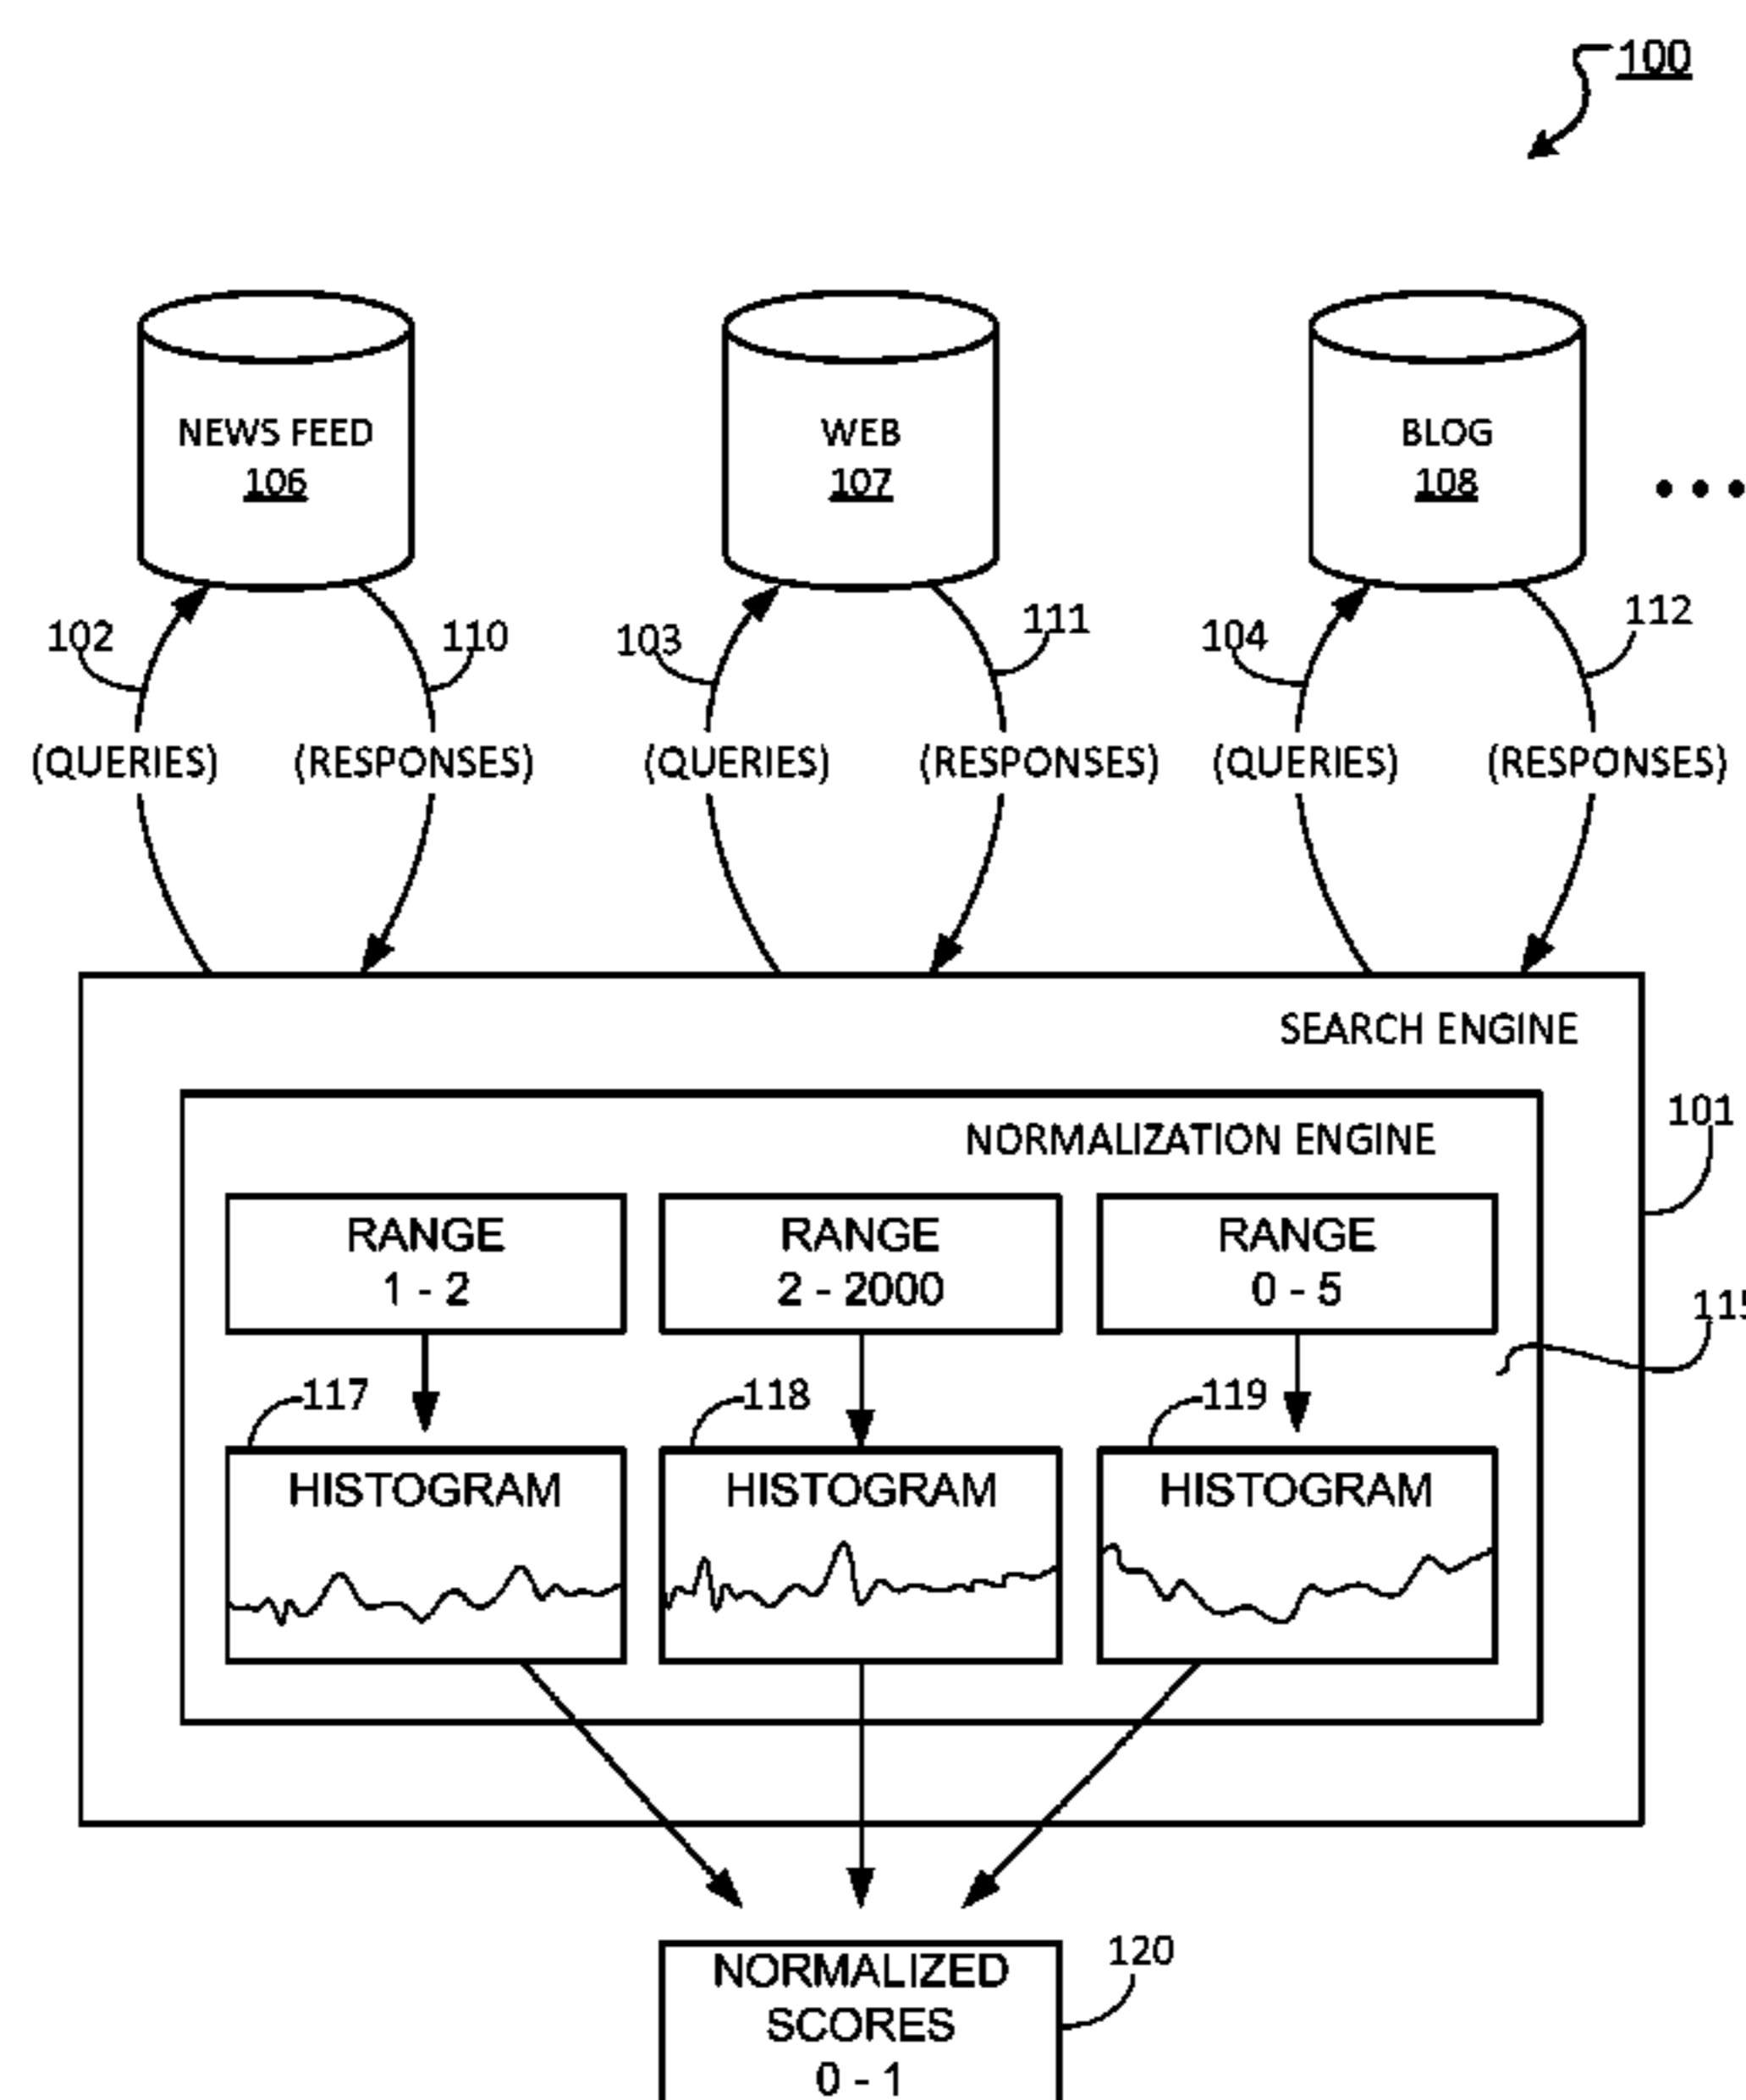 100
NEWS FEED
106
WEB
107
BLOG
108
102
110
103
111
104
112
(QUERIES)
(RESPONSES)
(QUERIES)
(RESPONSES)
(QUERIES)
(RESPONSES)
SEARCH ENGINE
101
NORMALIZATION ENGINE
RANGE
1 - 2
RANGE
2 - 2000
RANGE
0 - 5
115
117
118
119
HISTOGRAM
HISTOGRAM
HISTOGRAM
NORMALIZED
SCORES
0 - 1
120